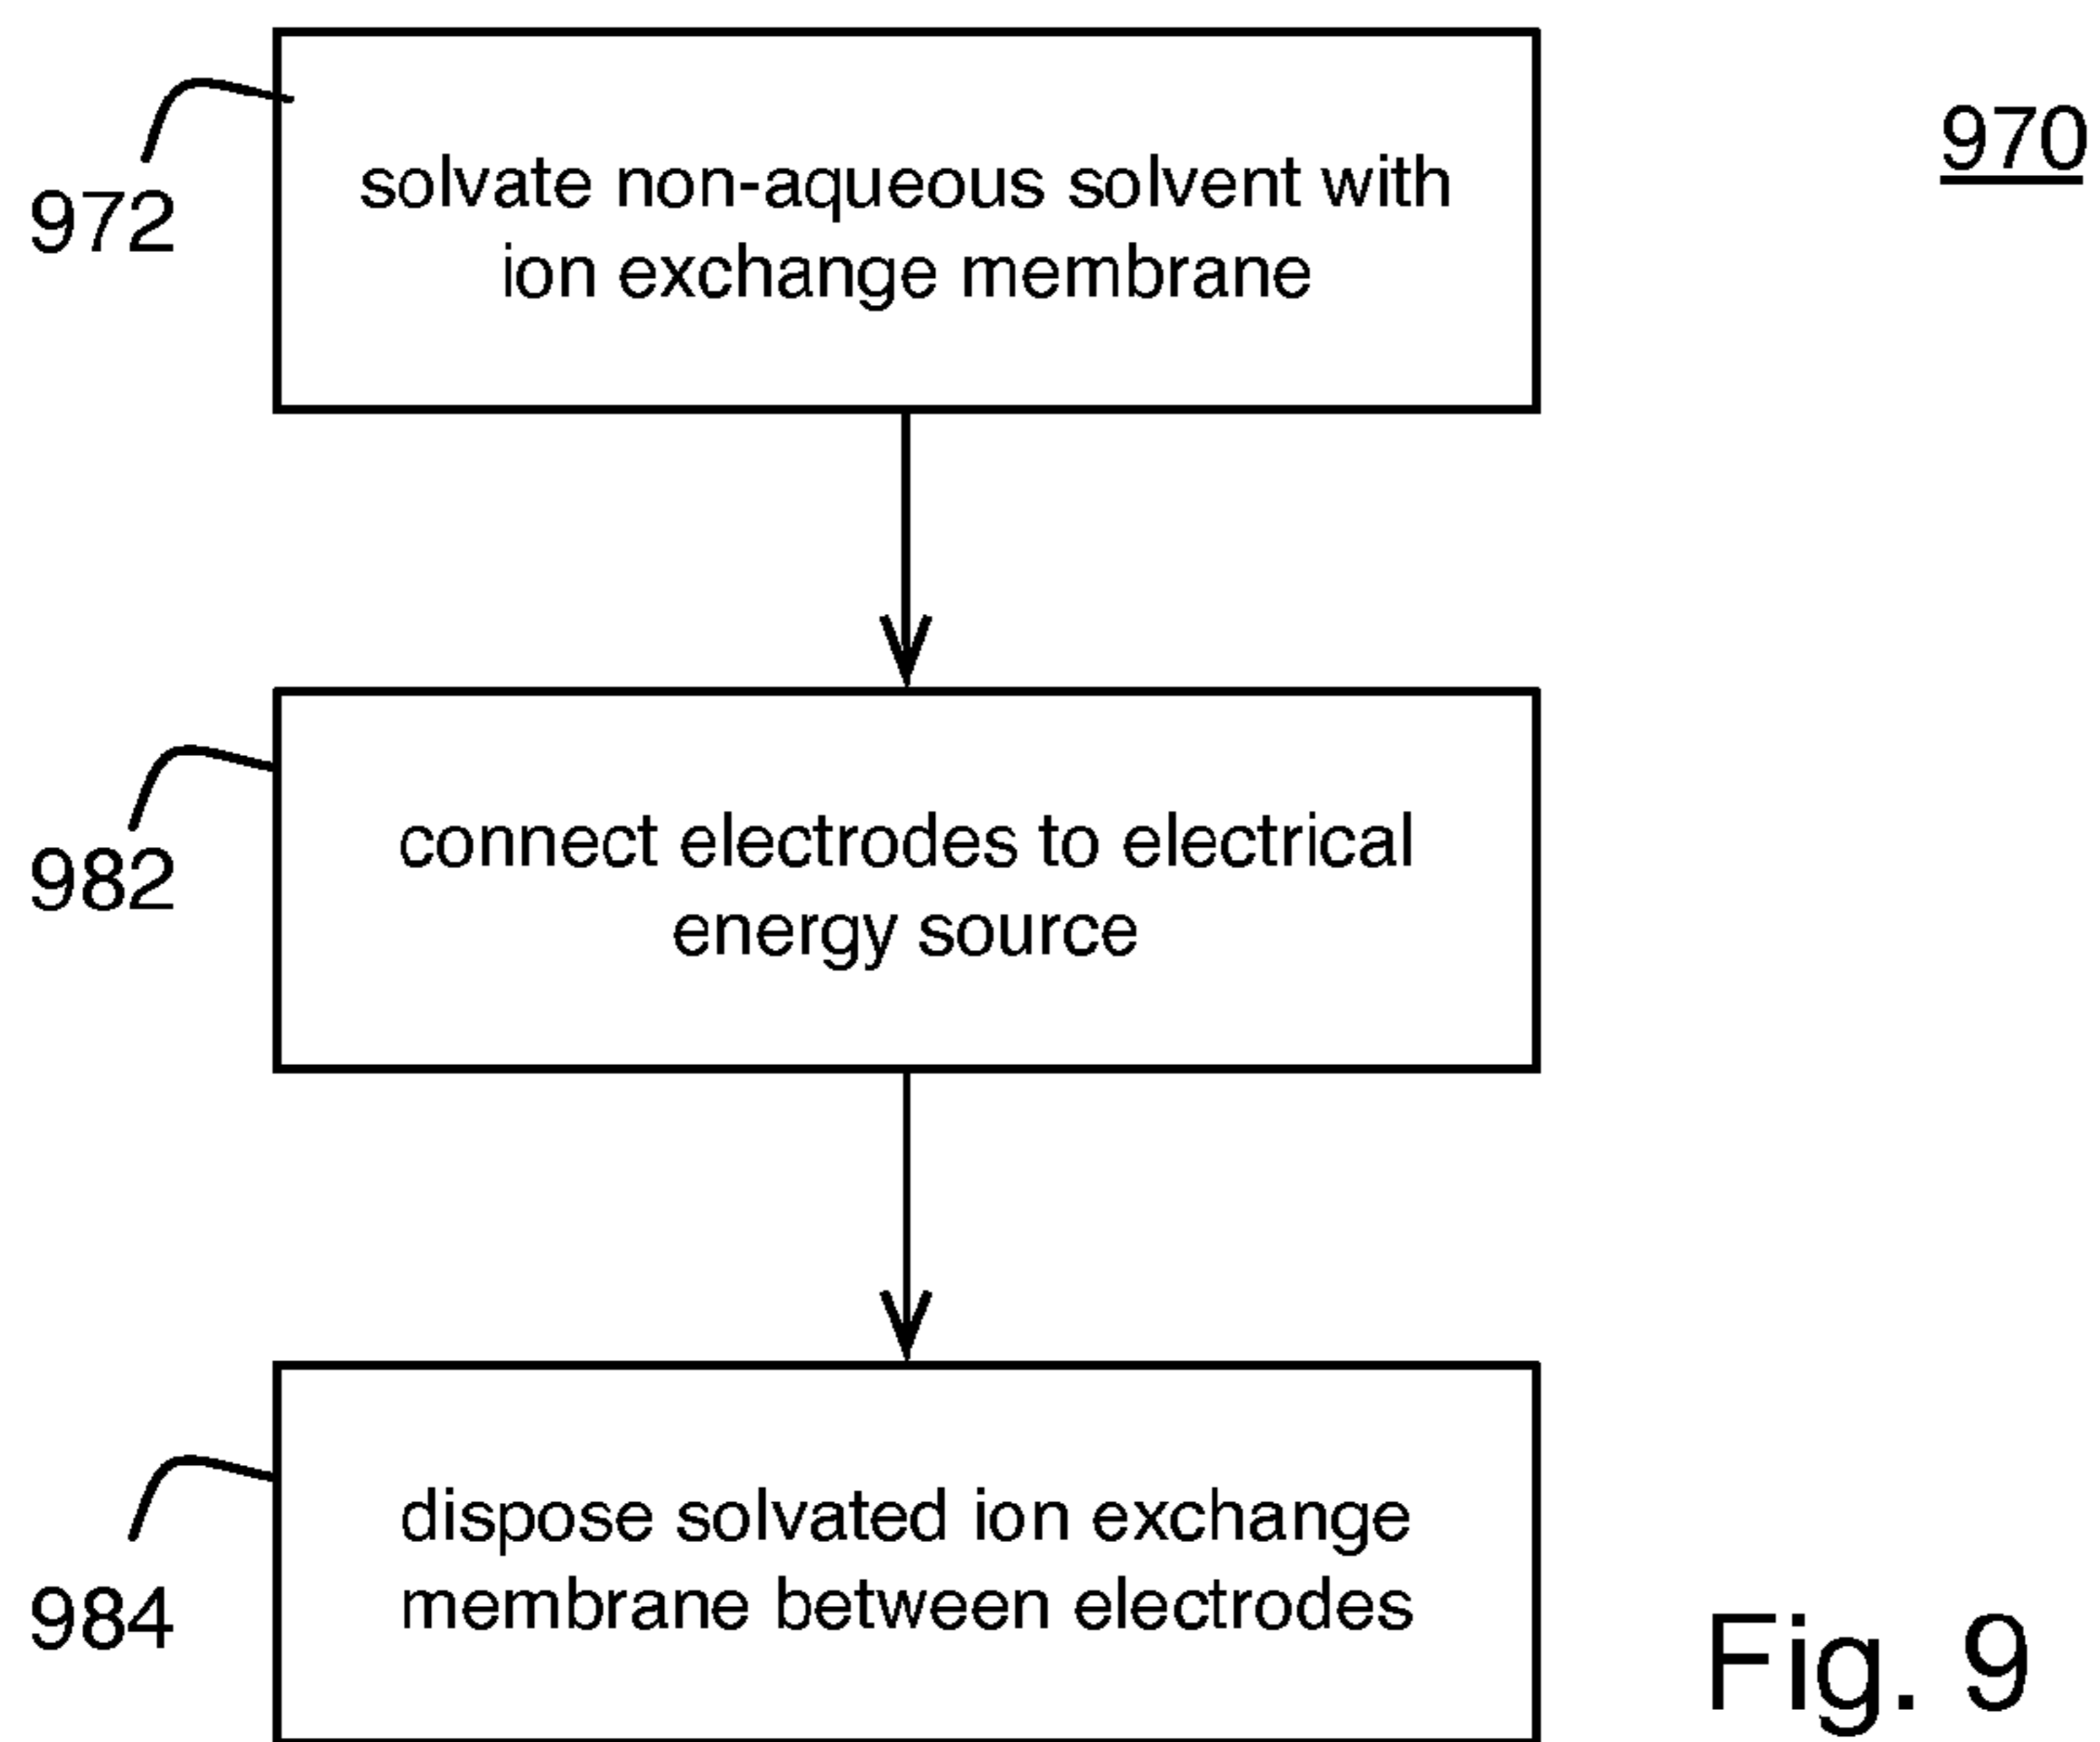 970
972
solvate non-aqueous solvent with
ion exchange membrane
982
connect electrodes to electrical
energy source
984
dispose solvated ion exchange
membrane between electrodes
Fig. 9